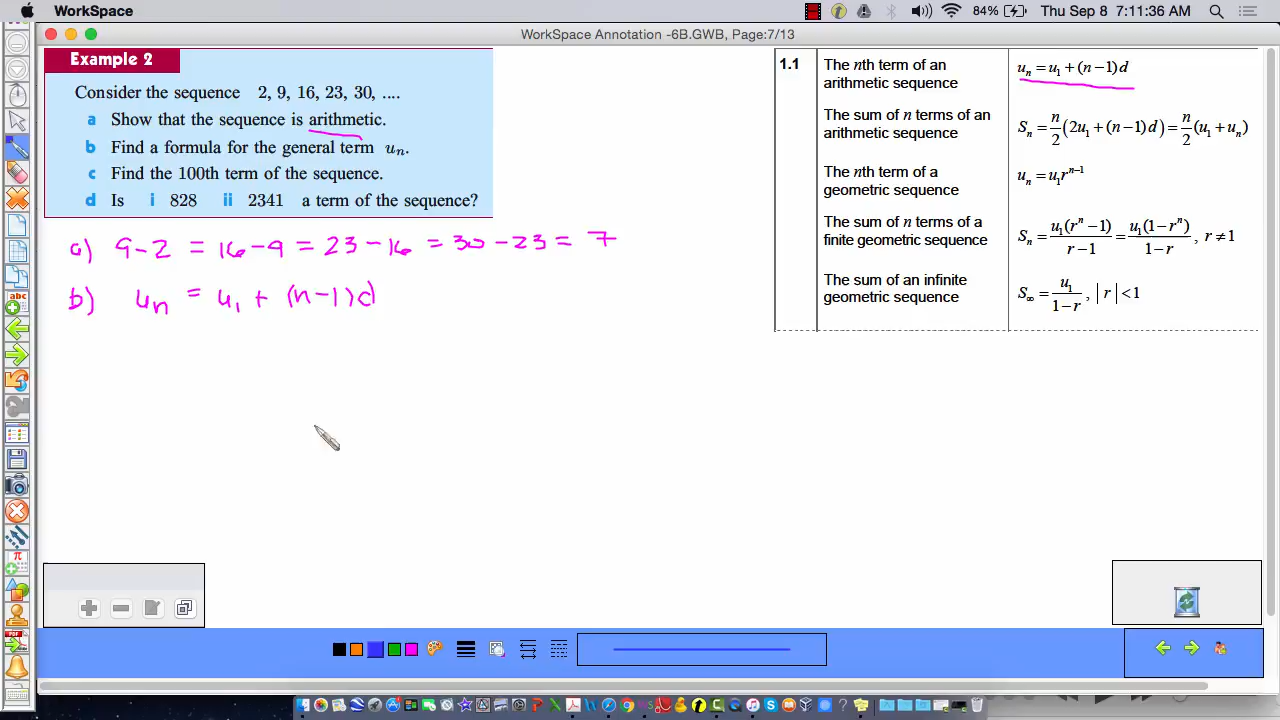 WorkSpace
84%
Thu Sep 8 7:11:36 AM
WorkSpace Annotation -6B.GWB, Page:7/13
Example 2
Consider the sequence 2, 9, 16, 23, 30, ....
a Show that the sequence is arithmetic.
b Find a formula for the general term uₙ.
c Find the 100th term of the sequence.
d Is i 828 ii 2341 a term of the sequence?
a) 9-2 = 16-9 = 23-16 = 30-23 = 7
b) uₙ = u₁ + (n-1)d
1.1 The nth term of an arithmetic sequence uₙ = u₁ + (n−1)d
The sum of n terms of an arithmetic sequence Sₙ = n/2 (2u₁ + (n−1)d) = n/2 (u₁ + uₙ)
The nth term of a geometric sequence uₙ = u₁rⁿ⁻¹
The sum of n terms of a finite geometric sequence Sₙ = u₁(rⁿ−1)/(r−1) = u₁(1−rⁿ)/(1−r), r≠1
The sum of an infinite geometric sequence S∞ = u₁/(1−r), |r|<1
abc
π
PDF